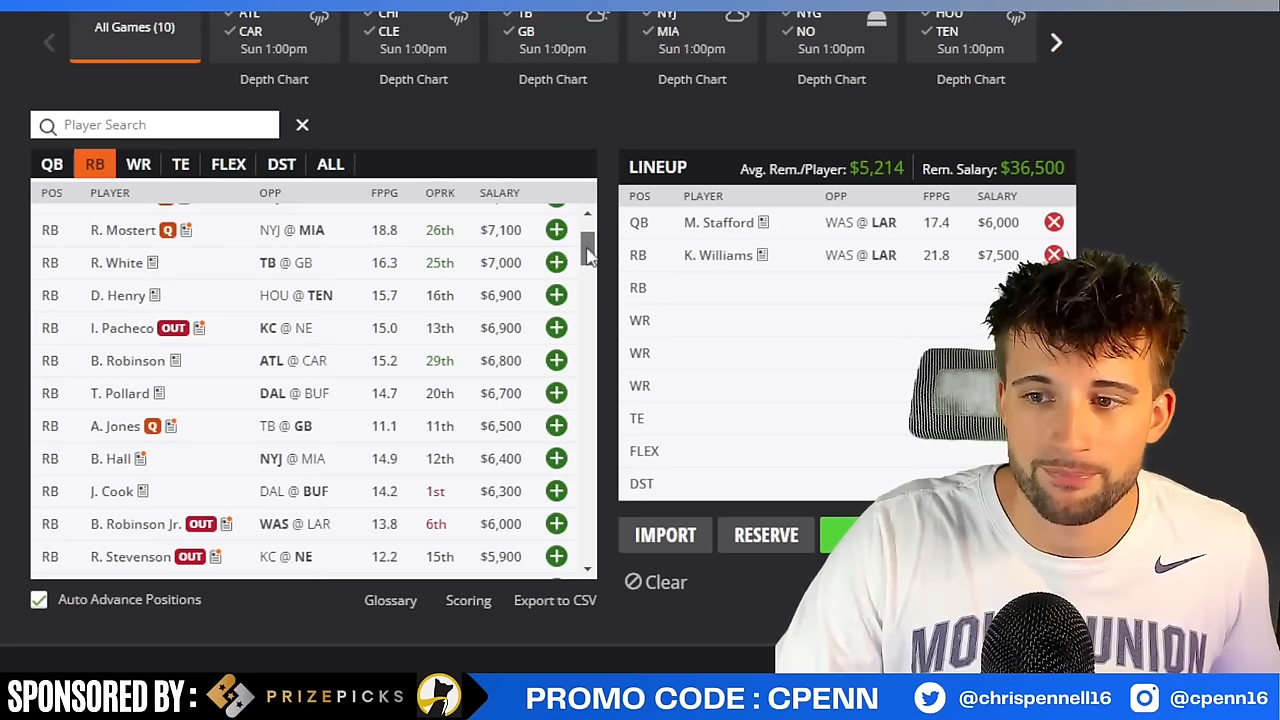 All Games (10)
ATL
CAR
Sun 1:00pm
CHI
CLE
Sun 1:00pm
TB
GB
Sun 1:00pm
NYJ
MIA
Sun 1:00pm
NYG
NO
Sun 1:00pm
HOU
TEN
Sun 1:00pm
Depth Chart Depth Chart Depth Chart Depth Chart Depth Chart Depth Chart
Player Search
QB RB WR TE FLEX DST ALL
POS PLAYER OPP FPPG OPRK SALARY
RB R. Mostert Q NYJ @ MIA 18.8 26th $7,100
RB R. White TB @ GB 16.3 25th $7,000
RB D. Henry HOU @ TEN 15.7 16th $6,900
RB I. Pacheco OUT KC @ NE 15.0 13th $6,900
RB B. Robinson ATL @ CAR 15.2 29th $6,800
RB T. Pollard DAL @ BUF 14.7 20th $6,700
RB A. Jones Q TB @ GB 11.1 11th $6,500
RB B. Hall NYJ @ MIA 14.9 12th $6,400
RB J. Cook DAL @ BUF 14.2 1st $6,300
RB B. Robinson Jr. OUT WAS @ LAR 13.8 6th $6,000
RB R. Stevenson OUT KC @ NE 12.2 15th $5,900
Auto Advance Positions Glossary Scoring Export to CSV
LINEUP Avg. Rem./Player: $5,214 Rem. Salary: $36,500
POS PLAYER OPP FPPG SALARY
QB M. Stafford WAS @ LAR 17.4 $6,000
RB K. Williams WAS @ LAR 21.8 $7,500
RB
WR
WR
WR
TE
FLEX
DST
IMPORT RESERVE
Clear
SPONSORED BY : PRIZEPICKS PROMO CODE : CPENN @chrispennell16 @cpenn16